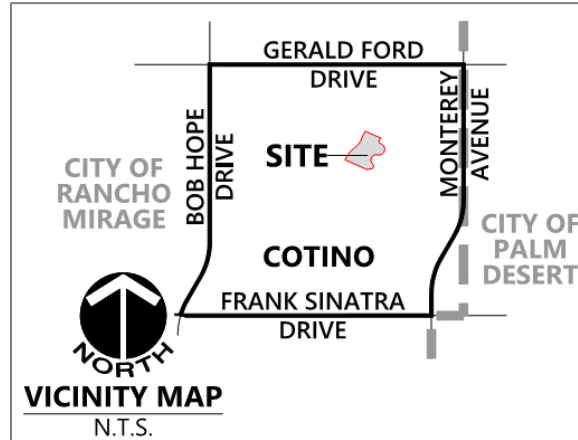 GERALD FORD
DRIVE
BOB HOPE
DRIVE
MONTEREY
AVENUE
SITE
CITY OF
RANCHO
MIRAGE
COTINO
CITY OF
PALM
DESERT
FRANK SINATRA
DRIVE
NORTH
VICINITY MAP
N.T.S.